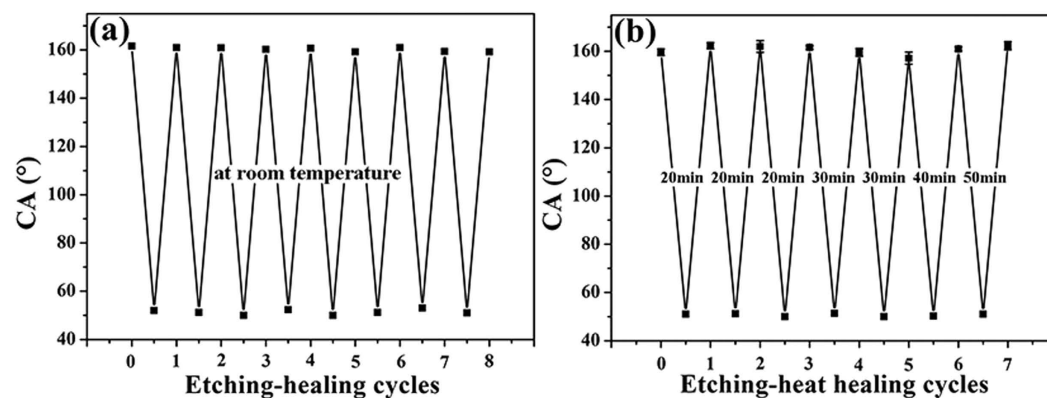 (a)
CA (°)
160
140
120
100
80
60
40
at room temperature
0 1 2 3 4 5 6 7 8
Etching-healing cycles
(b)
CA (°)
160
140
120
100
80
60
40
20min 20min 20min 30min 30min 40min 50min
0 1 2 3 4 5 6 7
Etching-heat healing cycles